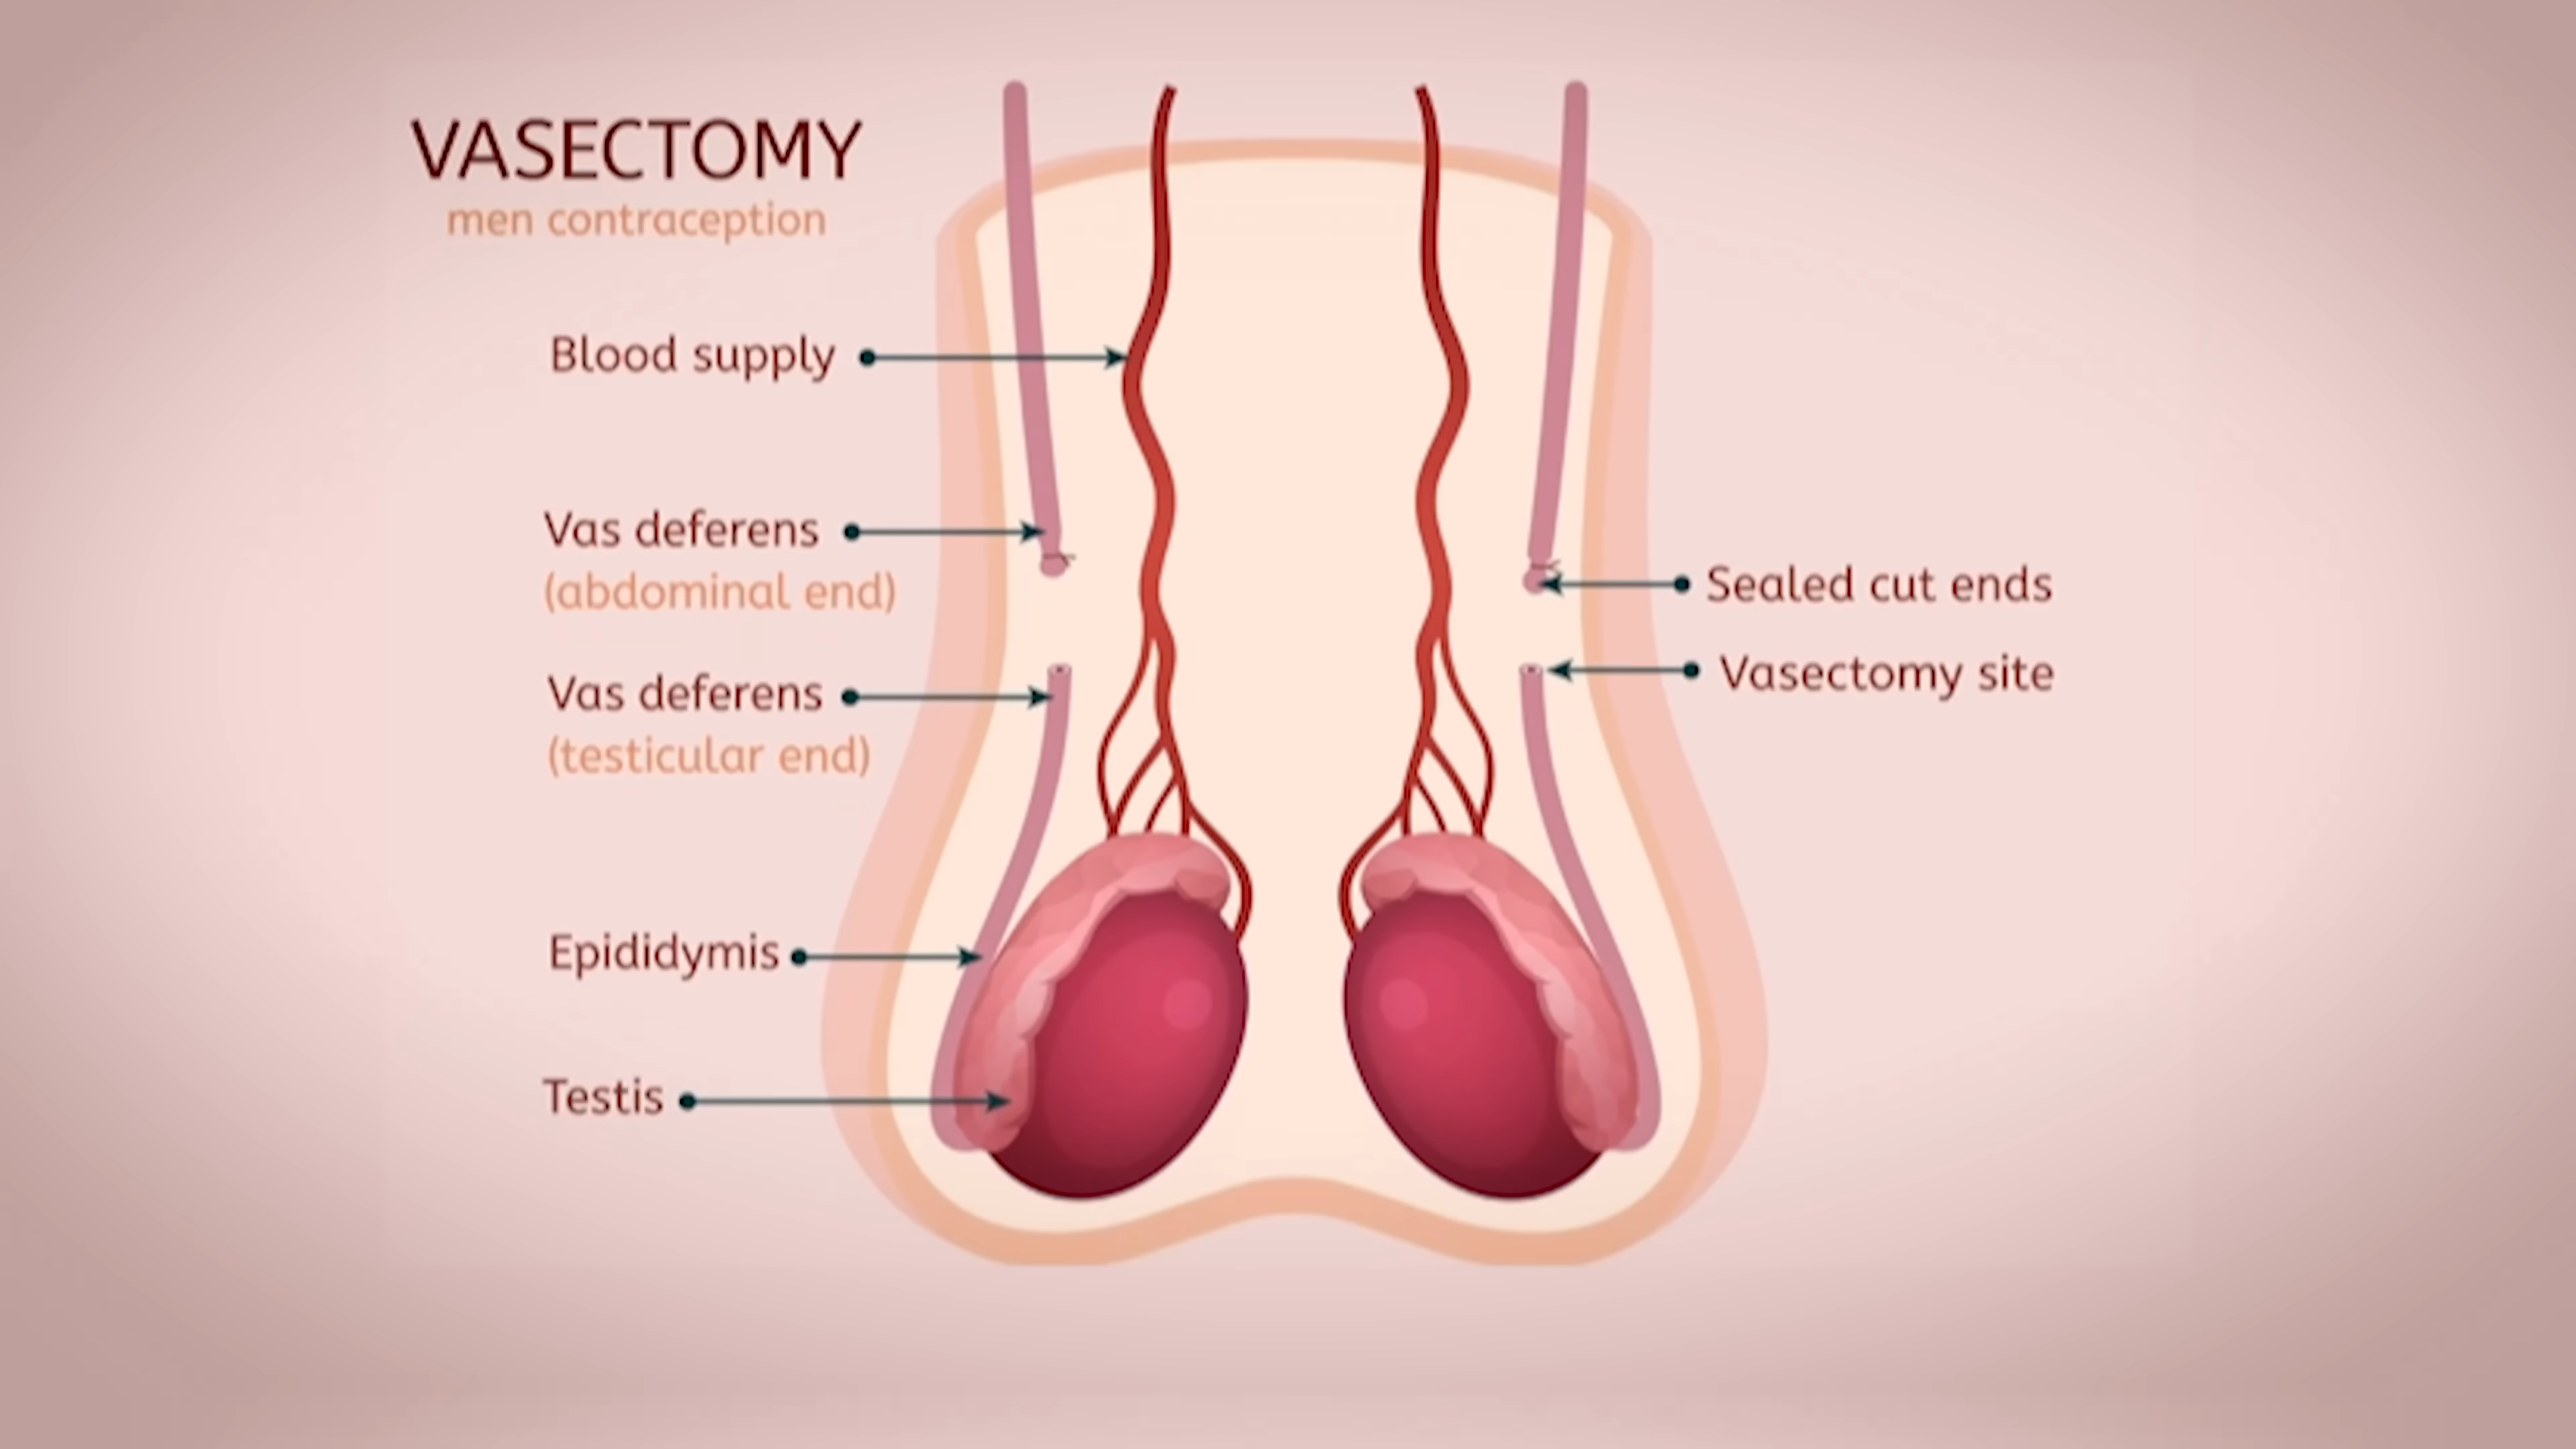 VASECTOMY
men contraception
Blood supply
Vas deferens
(abdominal end)
Sealed cut ends
Vasectomy site
Vas deferens
(testicular end)
Epididymis
Testis